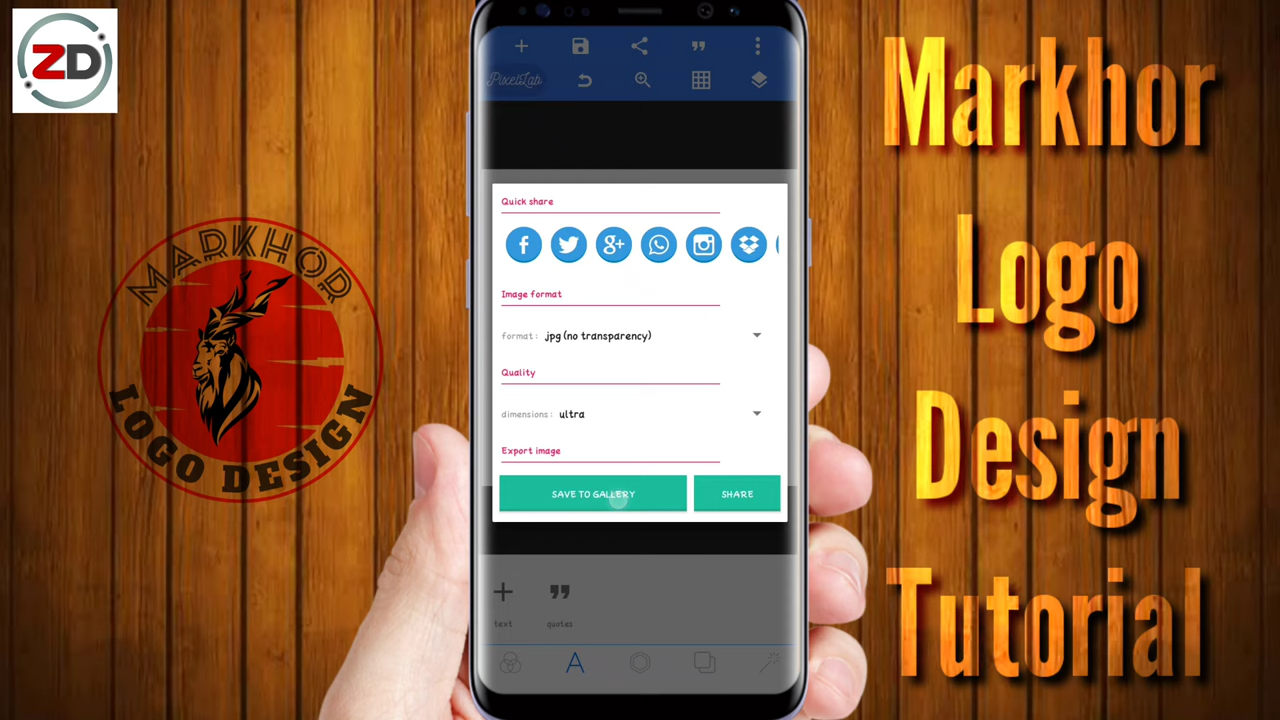 ZD
MARKHOR
LOGO DESIGN
PixelLab
Quick share
Image format
format: jpg (no transparency)
Quality
dimensions: ultra
Export image
SAVE TO GALLERY
SHARE
text
quotes
Markhor
Logo
Design
Tutorial